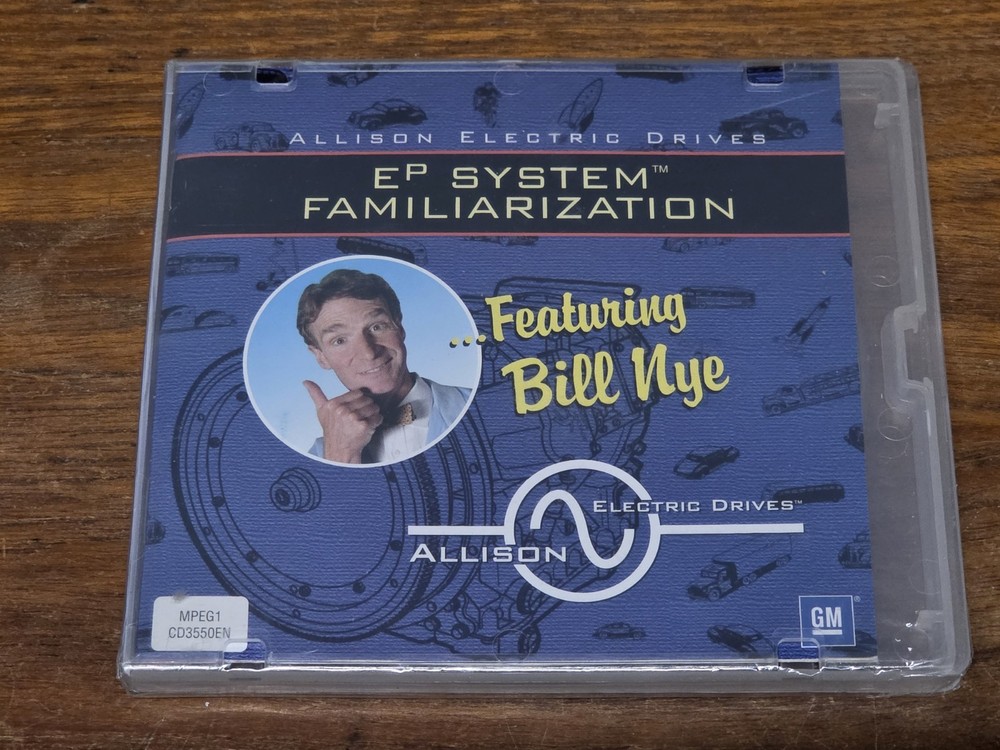 ALLISON ELECTRIC DRIVES
EP SYSTEM™
FAMILIARIZATION
...Featuring
Bill Nye
ELECTRIC DRIVES™
ALLISON
MPEG1
CD3550EN
GM®